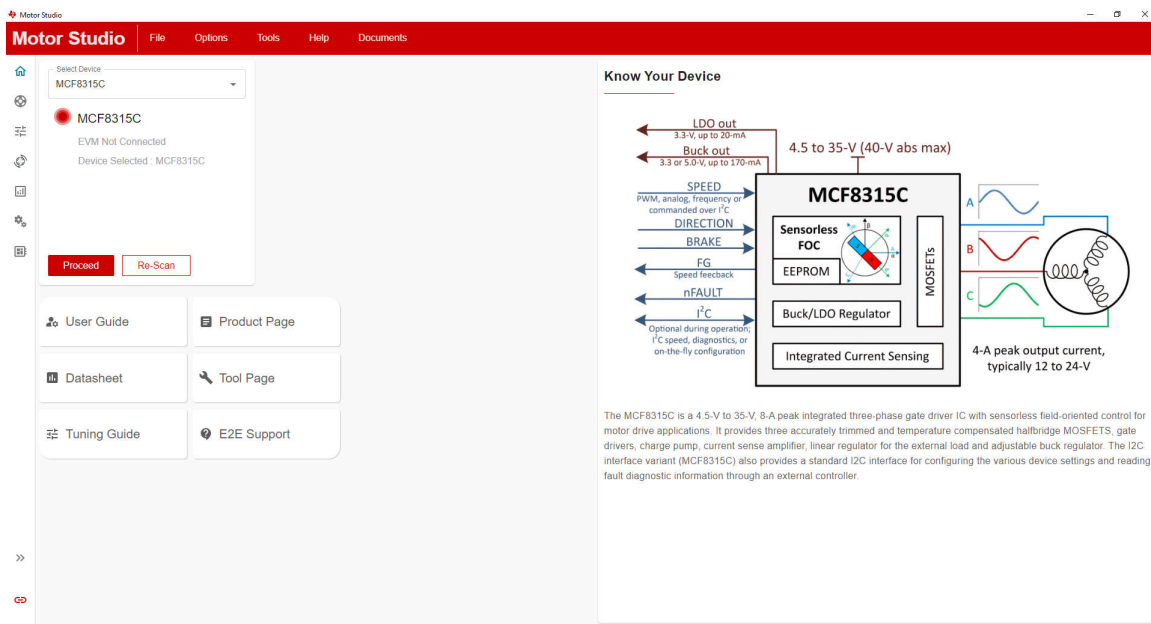 Motor Studio
Motor Studio
File
Options
Tools
Help
Documents
Select Device
MCF8315C
MCF8315C
EVM Not Connected
Device Selected : MCF8315C
Proceed
Re-Scan
User Guide
Product Page
Datasheet
Tool Page
Tuning Guide
E2E Support
Know Your Device
LDO out
3.3-V, up to 20-mA
Buck out
3.3 or 5.0-V, up to 170-mA
4.5 to 35-V (40-V abs max)
SPEED
PWM, analog, frequency or
commanded over I²C
DIRECTION
BRAKE
FG
Speed feecback
nFAULT
I²C
Optional during operation;
I²C speed, diagnostics, or
on-the-fly configuration
MCF8315C
Sensorless
FOC
EEPROM
MOSFETs
Buck/LDO Regulator
Integrated Current Sensing
A
B
C
4-A peak output current,
typically 12 to 24-V
The MCF8315C is a 4.5-V to 35-V, 8-A peak integrated three-phase gate driver IC with sensorless field-oriented control for
motor drive applications. It provides three accurately trimmed and temperature compensated halfbridge MOSFETS, gate
drivers, charge pump, current sense amplifier, linear regulator for the external load and adjustable buck regulator. The I2C
interface variant (MCF8315C) also provides a standard I2C interface for configuring the various device settings and reading
fault diagnostic information through an external controller.